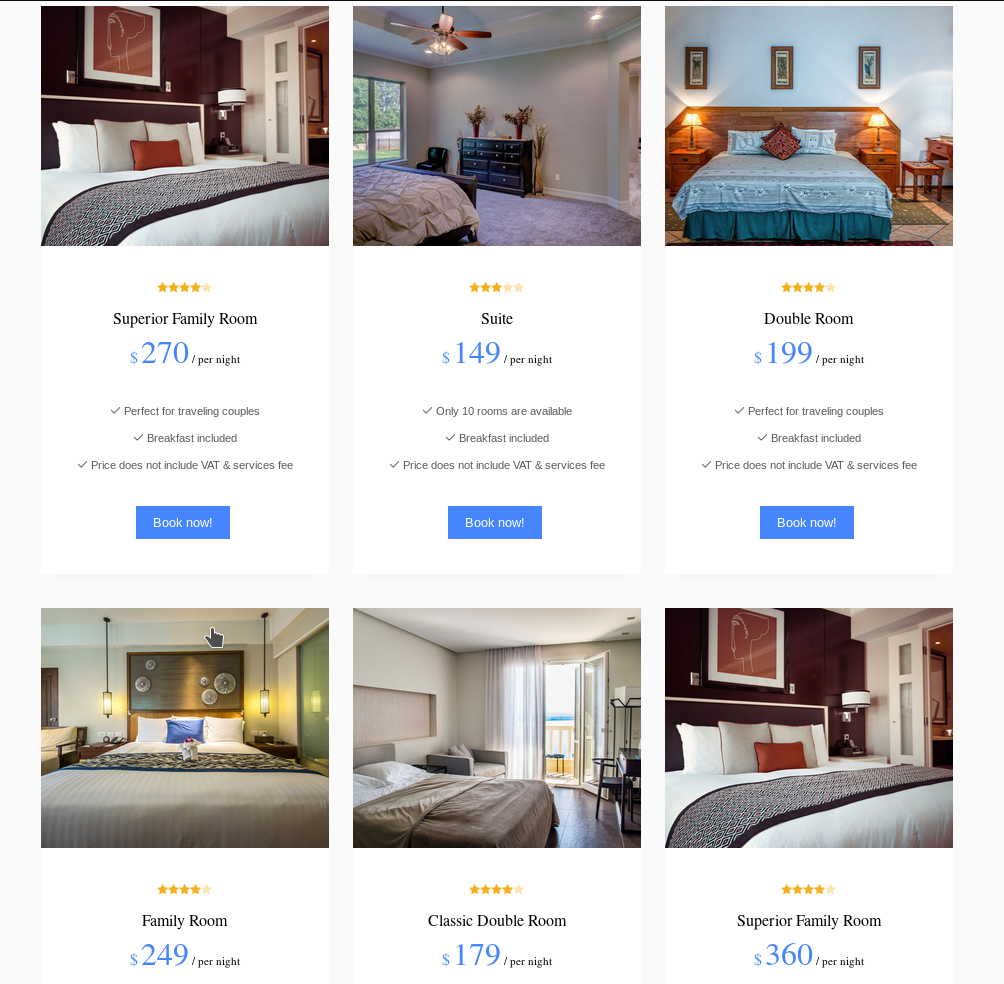 Superior Family Room
$ 270 / per night
Perfect for traveling couples
Breakfast included
Price does not include VAT & services fee
Book now!
Suite
$ 149 / per night
Only 10 rooms are available
Breakfast included
Price does not include VAT & services fee
Book now!
Double Room
$ 199 / per night
Perfect for traveling couples
Breakfast included
Price does not include VAT & services fee
Book now!
Family Room
$ 249 / per night
Classic Double Room
$ 179 / per night
Superior Family Room
$ 360 / per night